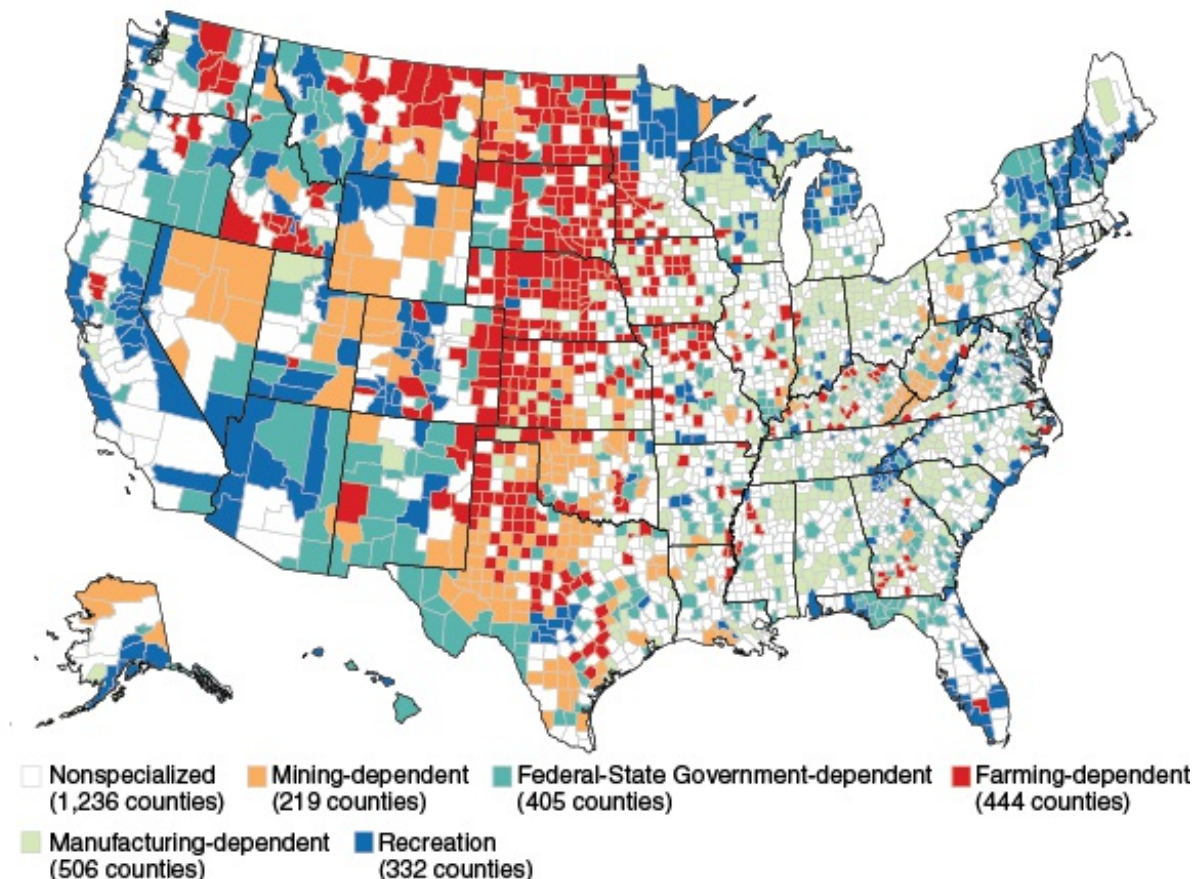 Nonspecialized
(1,236 counties)
Mining-dependent
(219 counties)
Federal-State Government-dependent
(405 counties)
Farming-dependent
(444 counties)
Manufacturing-dependent
(506 counties)
Recreation
(332 counties)